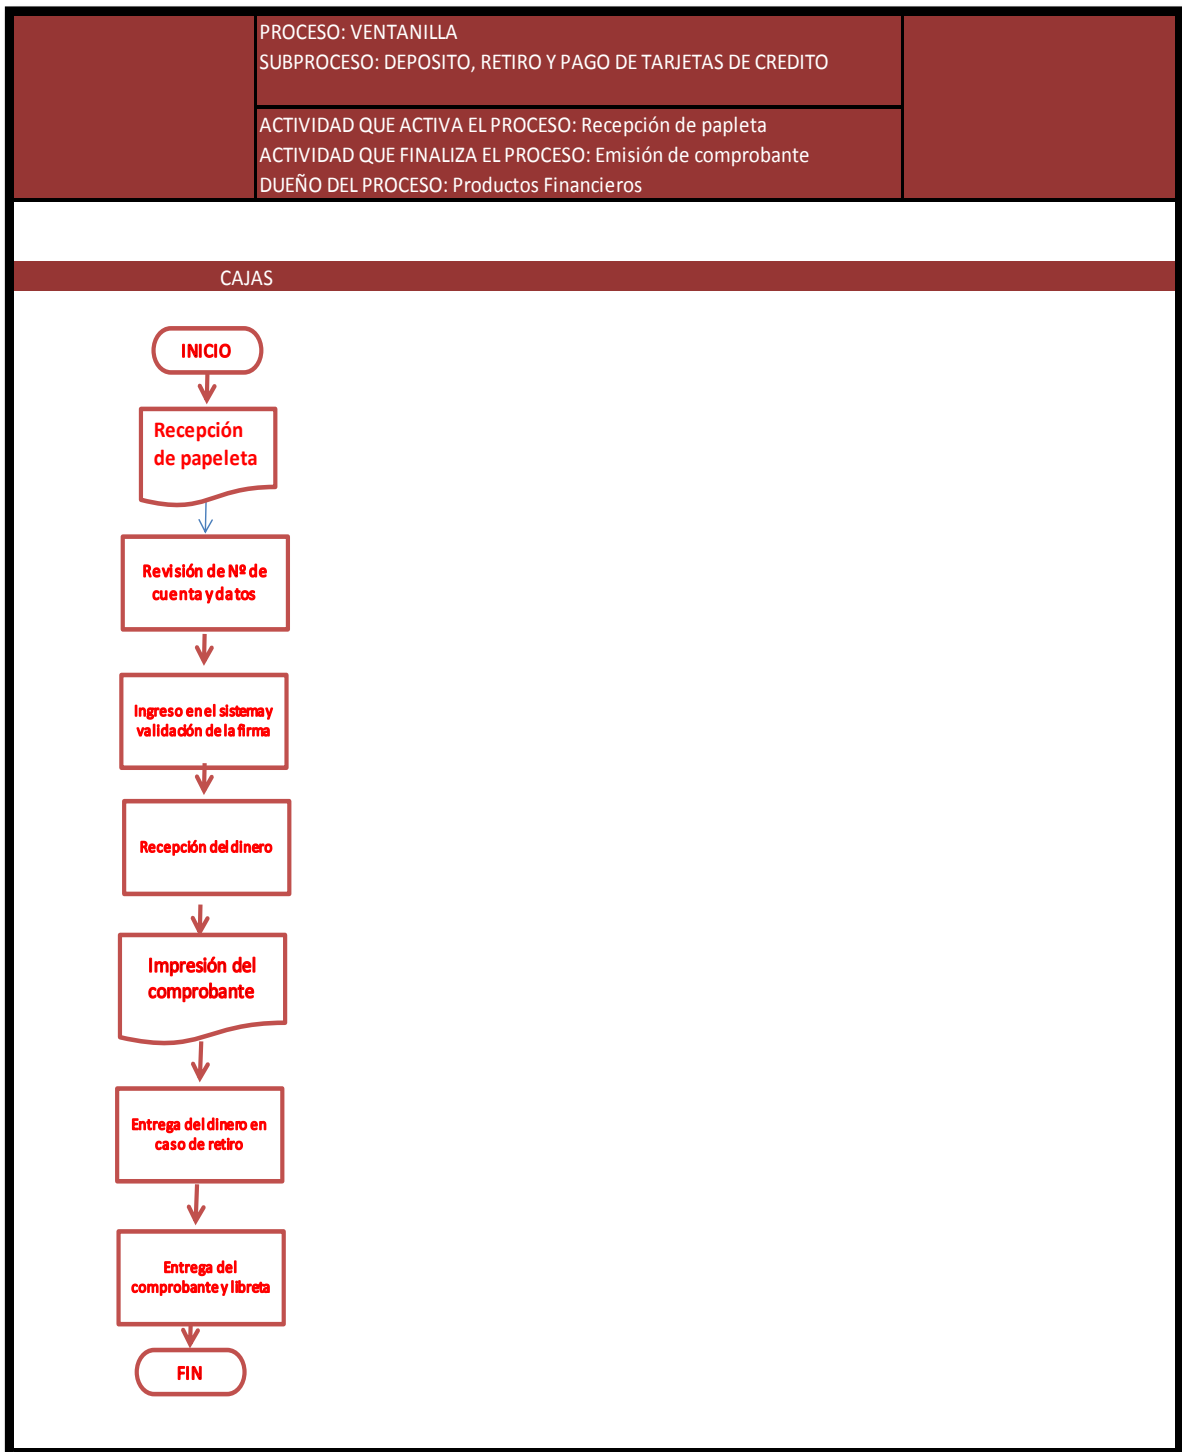 PROCESO: VENTANILLA
SUBPROCESO: DEPOSITO, RETIRO Y PAGO DE TARJETAS DE CREDITO
ACTIVIDAD QUE ACTIVA EL PROCESO: Recepción de papleta
ACTIVIDAD QUE FINALIZA EL PROCESO: Emisión de comprobante
DUEÑO DEL PROCESO: Productos Financieros
CAJAS
INICIO
Recepción
de papeleta
Revisión de Nº de
cuenta y datos
Ingreso en el sistema y
validación de la firma
Recepción del dinero
Impresión del
comprobante
Entrega del dinero en
caso de retiro
Entrega del
comprobante y libreta
FIN